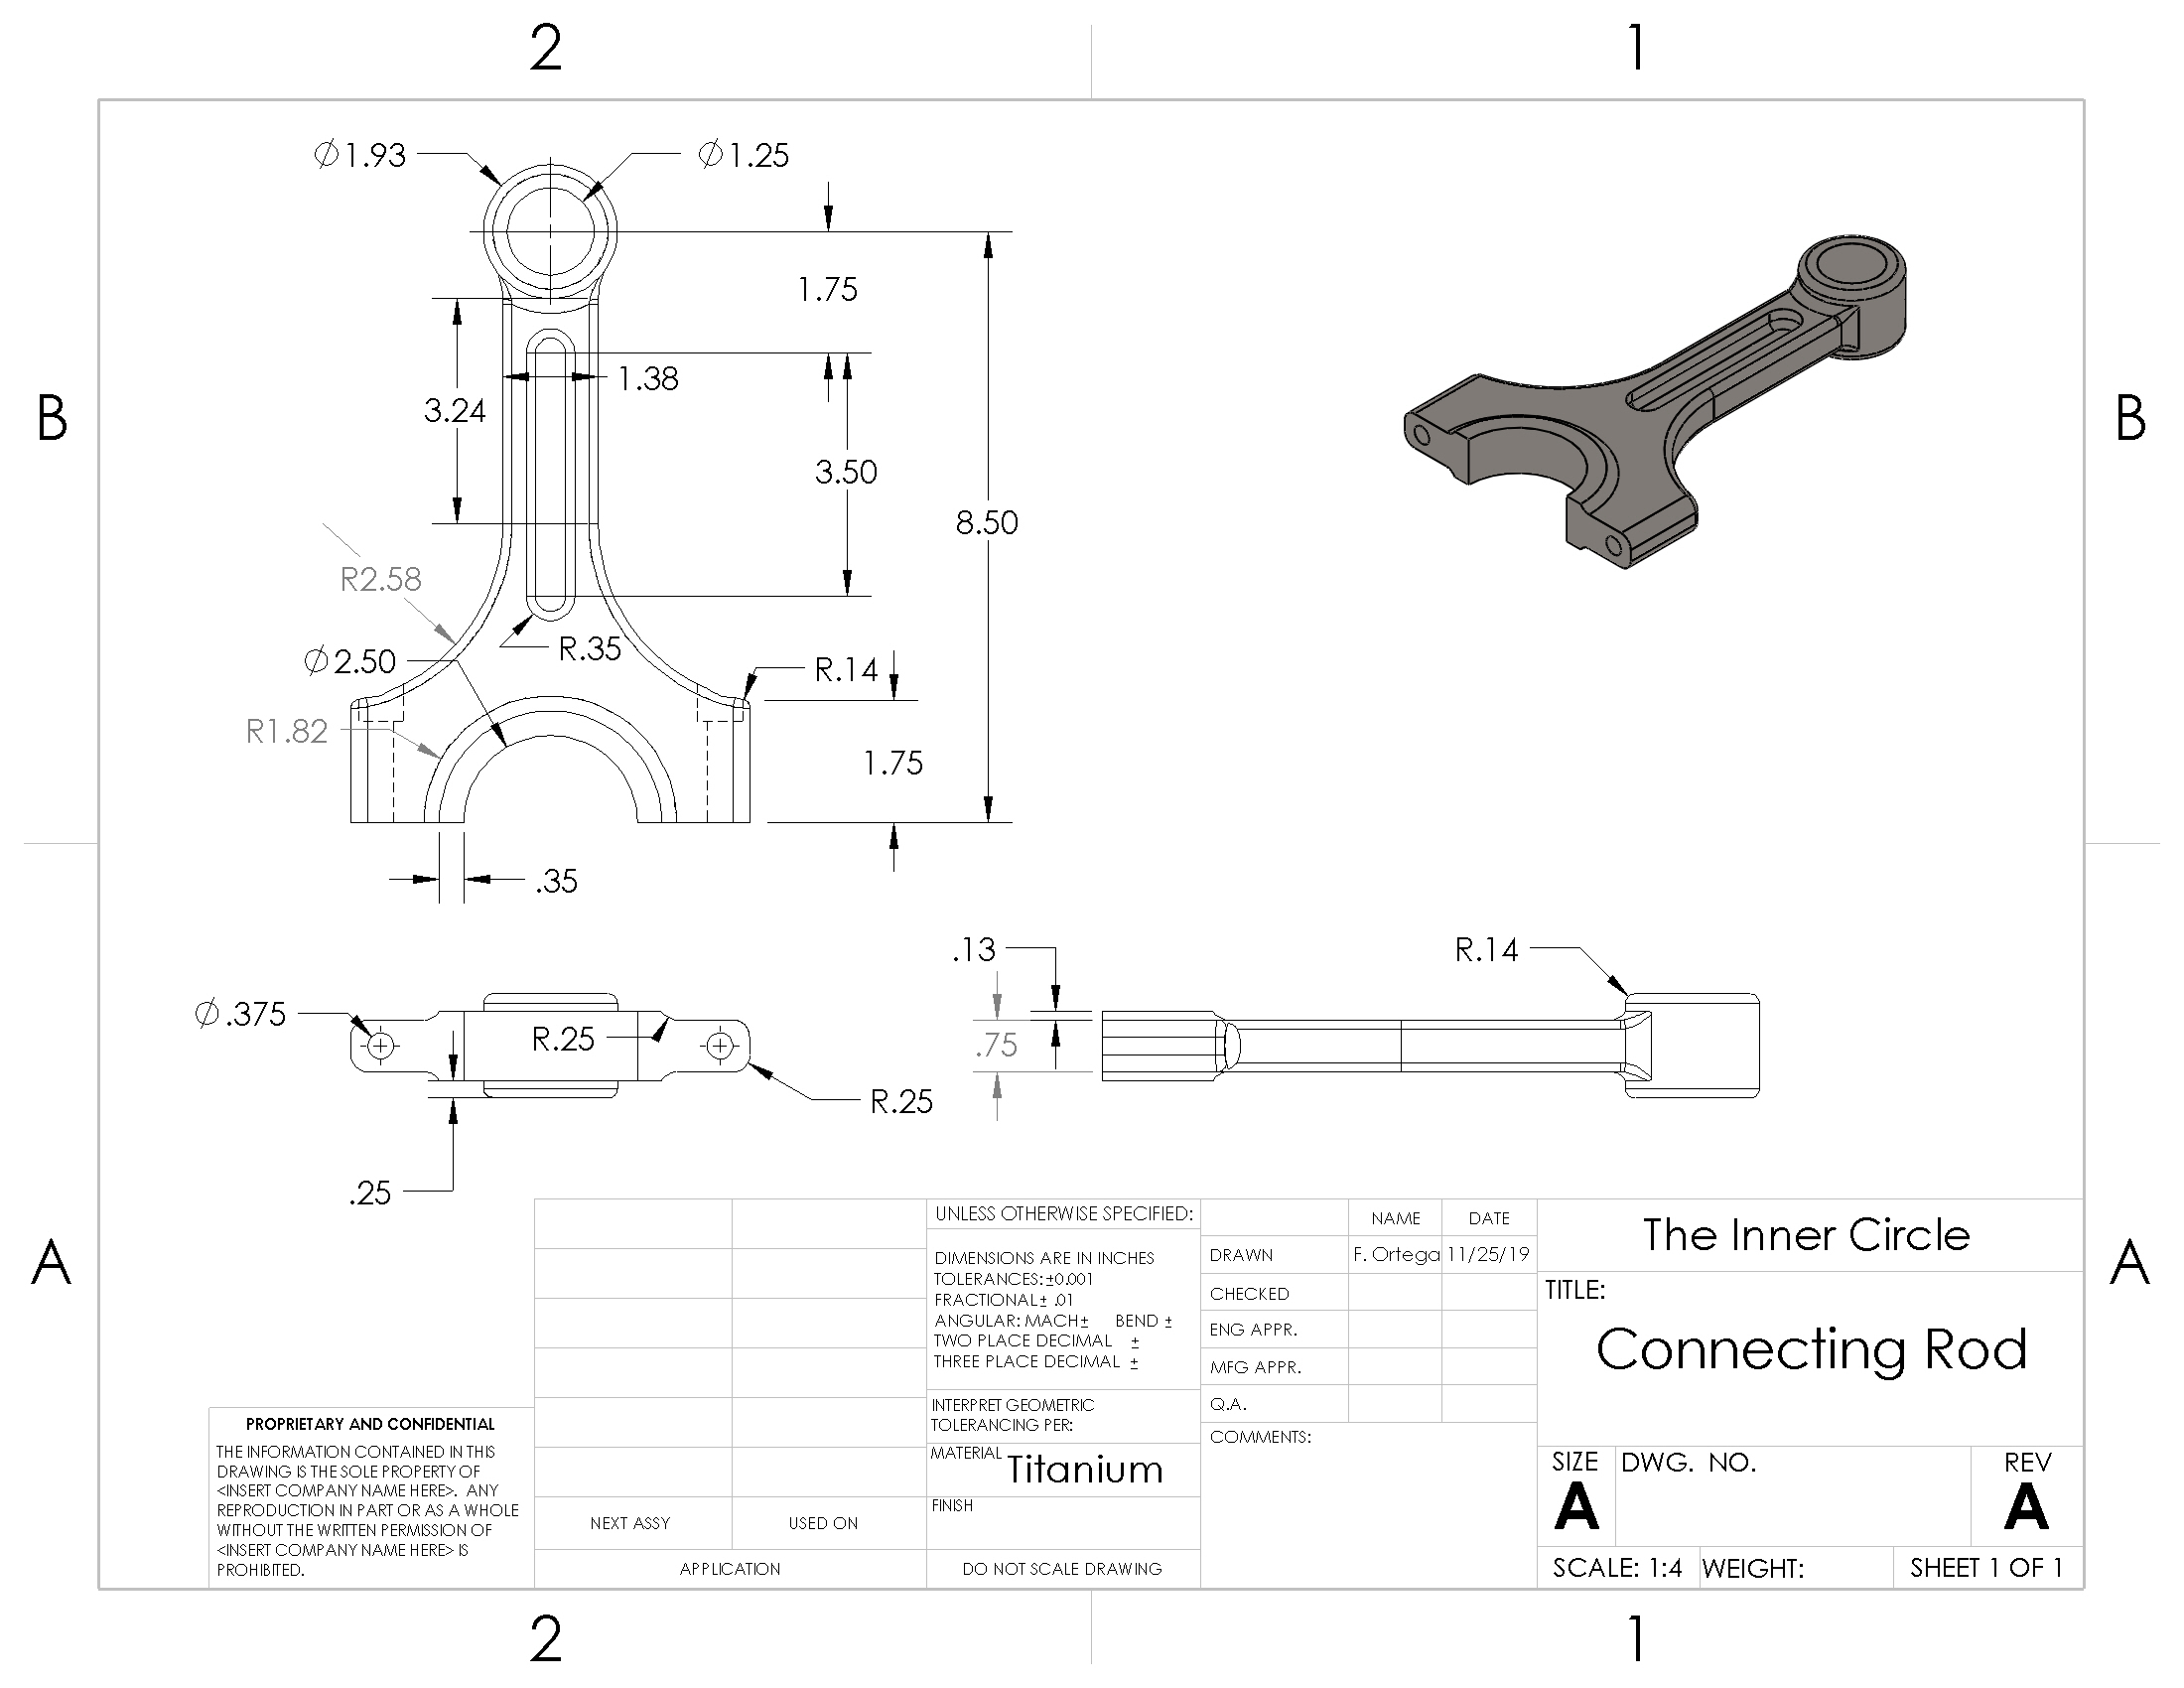 2
1
B
B
A
A
2
1
∅1.93
∅1.25
1.75
1.38
3.24
3.50
8.50
R2.58
∅2.50
R.35
R.14
R1.82
1.75
.35
.13
R.14
∅.375
R.25
.75
R.25
.25
PROPRIETARY AND CONFIDENTIAL
THE INFORMATION CONTAINED IN THIS
DRAWING IS THE SOLE PROPERTY OF
<INSERT COMPANY NAME HERE>. ANY
REPRODUCTION IN PART OR AS A WHOLE
WITHOUT THE WRITTEN PERMISSION OF
<INSERT COMPANY NAME HERE> IS
PROHIBITED.
NEXT ASSY
USED ON
APPLICATION
UNLESS OTHERWISE SPECIFIED:
DIMENSIONS ARE IN INCHES
TOLERANCES:±0.001
FRACTIONAL± .01
ANGULAR: MACH± BEND ±
TWO PLACE DECIMAL ±
THREE PLACE DECIMAL ±
INTERPRET GEOMETRIC
TOLERANCING PER:
MATERIAL
Titanium
FINISH
DO NOT SCALE DRAWING
NAME
DATE
DRAWN
F. Ortega
11/25/19
CHECKED
ENG APPR.
MFG APPR.
Q.A.
COMMENTS:
The Inner Circle
TITLE:
Connecting Rod
SIZE
A
DWG. NO.
REV
A
SCALE: 1:4
WEIGHT:
SHEET 1 OF 1